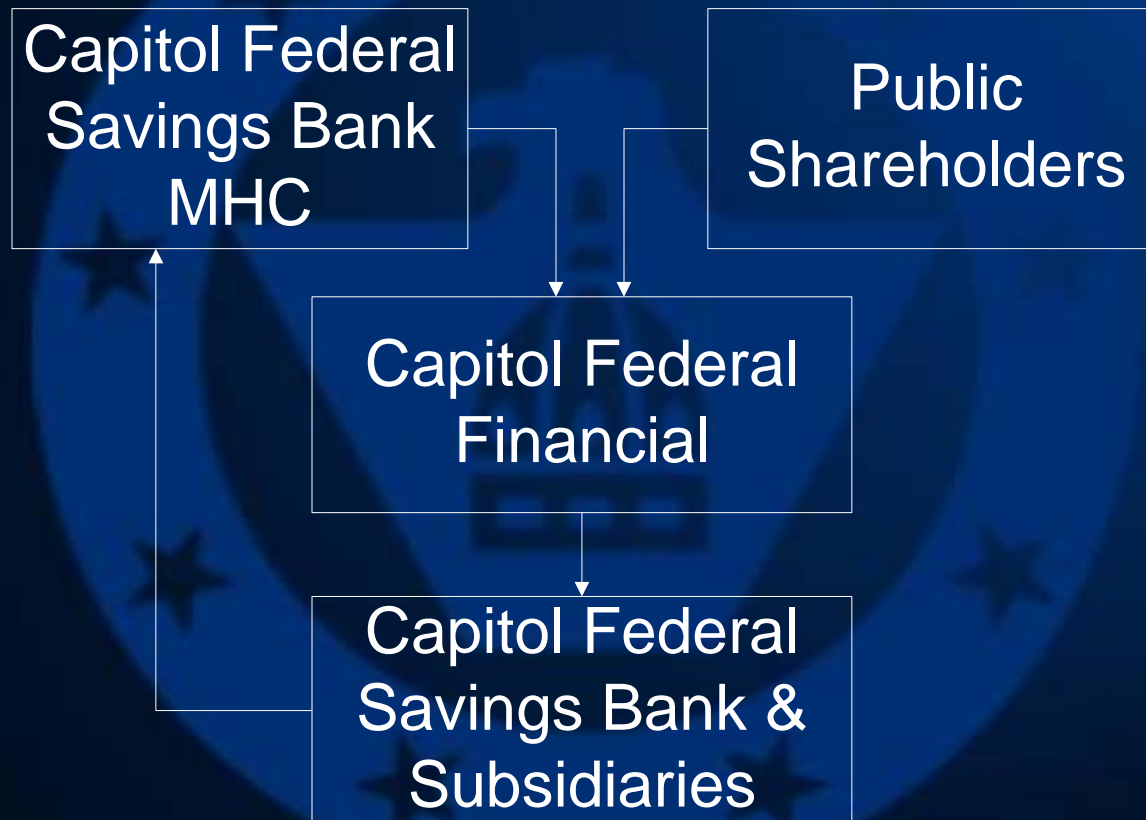 Capitol Federal
Savings Bank
MHC
Public
Shareholders
Capitol Federal
Financial
Capitol Federal
Savings Bank &
Subsidiaries